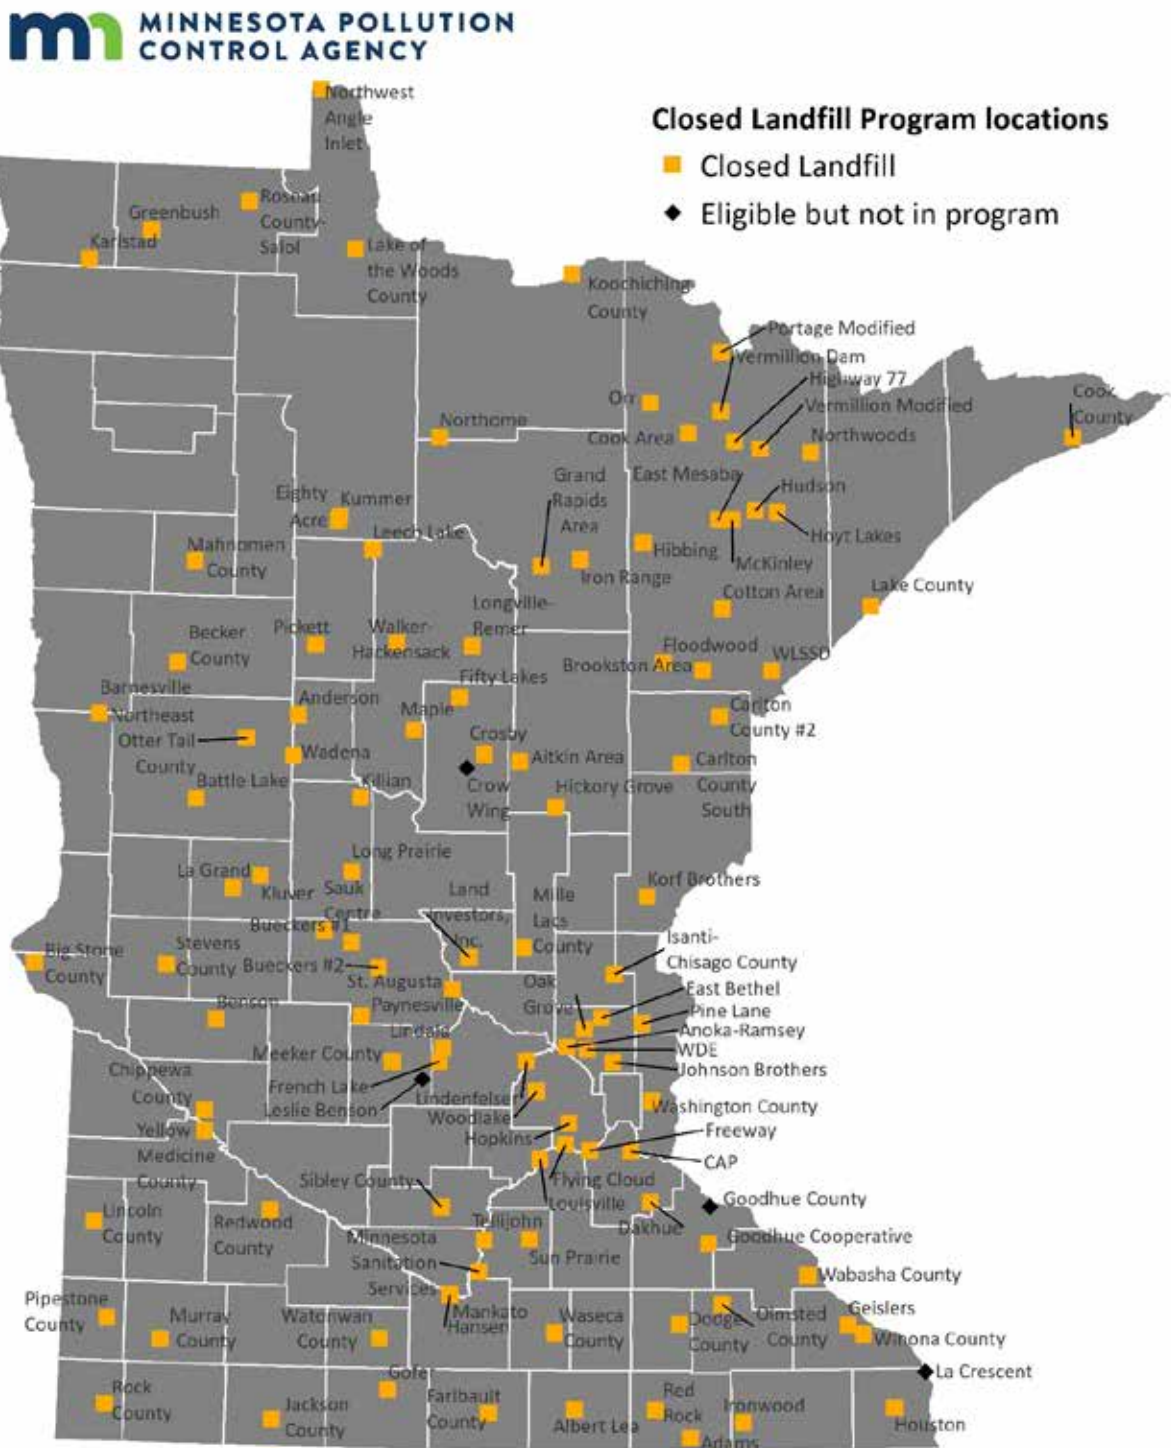 MINNESOTA POLLUTION
CONTROL AGENCY
Closed Landfill Program locations
Closed Landfill
Eligible but not in program
Northwest
Angle
Inlet
Roseau
County-
Salol
Greenbush
Karlstad
Lake of
the Woods
County
Koochiching
County
Portage Modified
Vermillion Dam
Highway 77
Vermillion Modified
Northwoods
Orr
Cook Area
Cook
County
Northome
East Mesaba
Hudson
Hoyt Lakes
McKinley
Hibbing
Grand
Rapids
Area
Iron Range
Eighty
Acre
Kummer
Leech Lake
Mahnomen
County
Cotton Area
Lake County
Longville-
Remer
Becker
County
Pickett
Walker-
Hackensack
Floodwood
Brookston Area
WLSSD
Fifty Lakes
Barnesville
Northeast
Otter Tail
County
Anderson
Maple
Carlton
County #2
Crosby
Wadena
Aitkin Area
Carlton
County
South
Battle Lake
Killian
Crow
Wing
Hickory Grove
Long Prairie
La Grand
Kluver
Sauk
Centre
Land
Investors,
Inc.
Mille
Lacs
County
Korf Brothers
Bueckers #1
Bueckers #2
Big Stone
County
Stevens
County
Isanti-
Chisago County
St. Augusta
Oak
Grove
East Bethel
Benson
Paynesville
Pine Lane
Lindala
Anoka-Ramsey
WDE
Meeker County
Johnson Brothers
Chippewa
County
French Lake
Leslie Benson
Lindenfelser
Woodlake
Washington County
Yellow
Medicine
County
Hopkins
Freeway
CAP
Sibley County
Flying Cloud
Louisville
Goodhue County
Dakhue
Goodhue Cooperative
Lincoln
County
Redwood
County
Tellijohn
Minnesota
Sanitation
Services
Sun Prairie
Wabasha County
Pipestone
County
Murray
County
Watonwan
County
Mankato
Hansen
Waseca
County
Dodge
County
Olmsted
County
Geislers
Winona County
La Crescent
Rock
County
Jackson
County
Gofer
Faribault
County
Albert Lea
Red
Rock
Adams
Ironwood
Houston